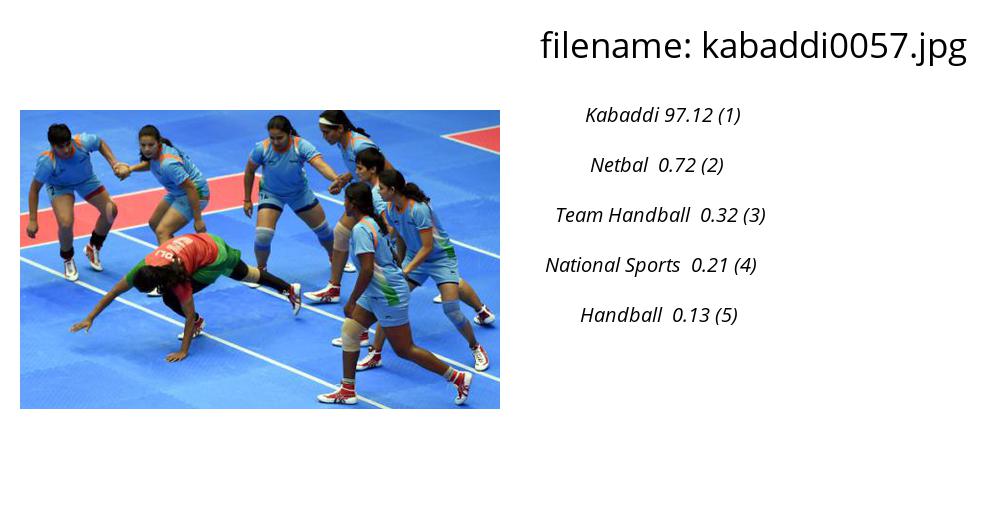 filename: kabaddi0057.jpg
Kabaddi 97.12 (1)
Netbal 0.72 (2)
Team Handball 0.32 (3)
National Sports 0.21 (4)
Handball 0.13 (5)